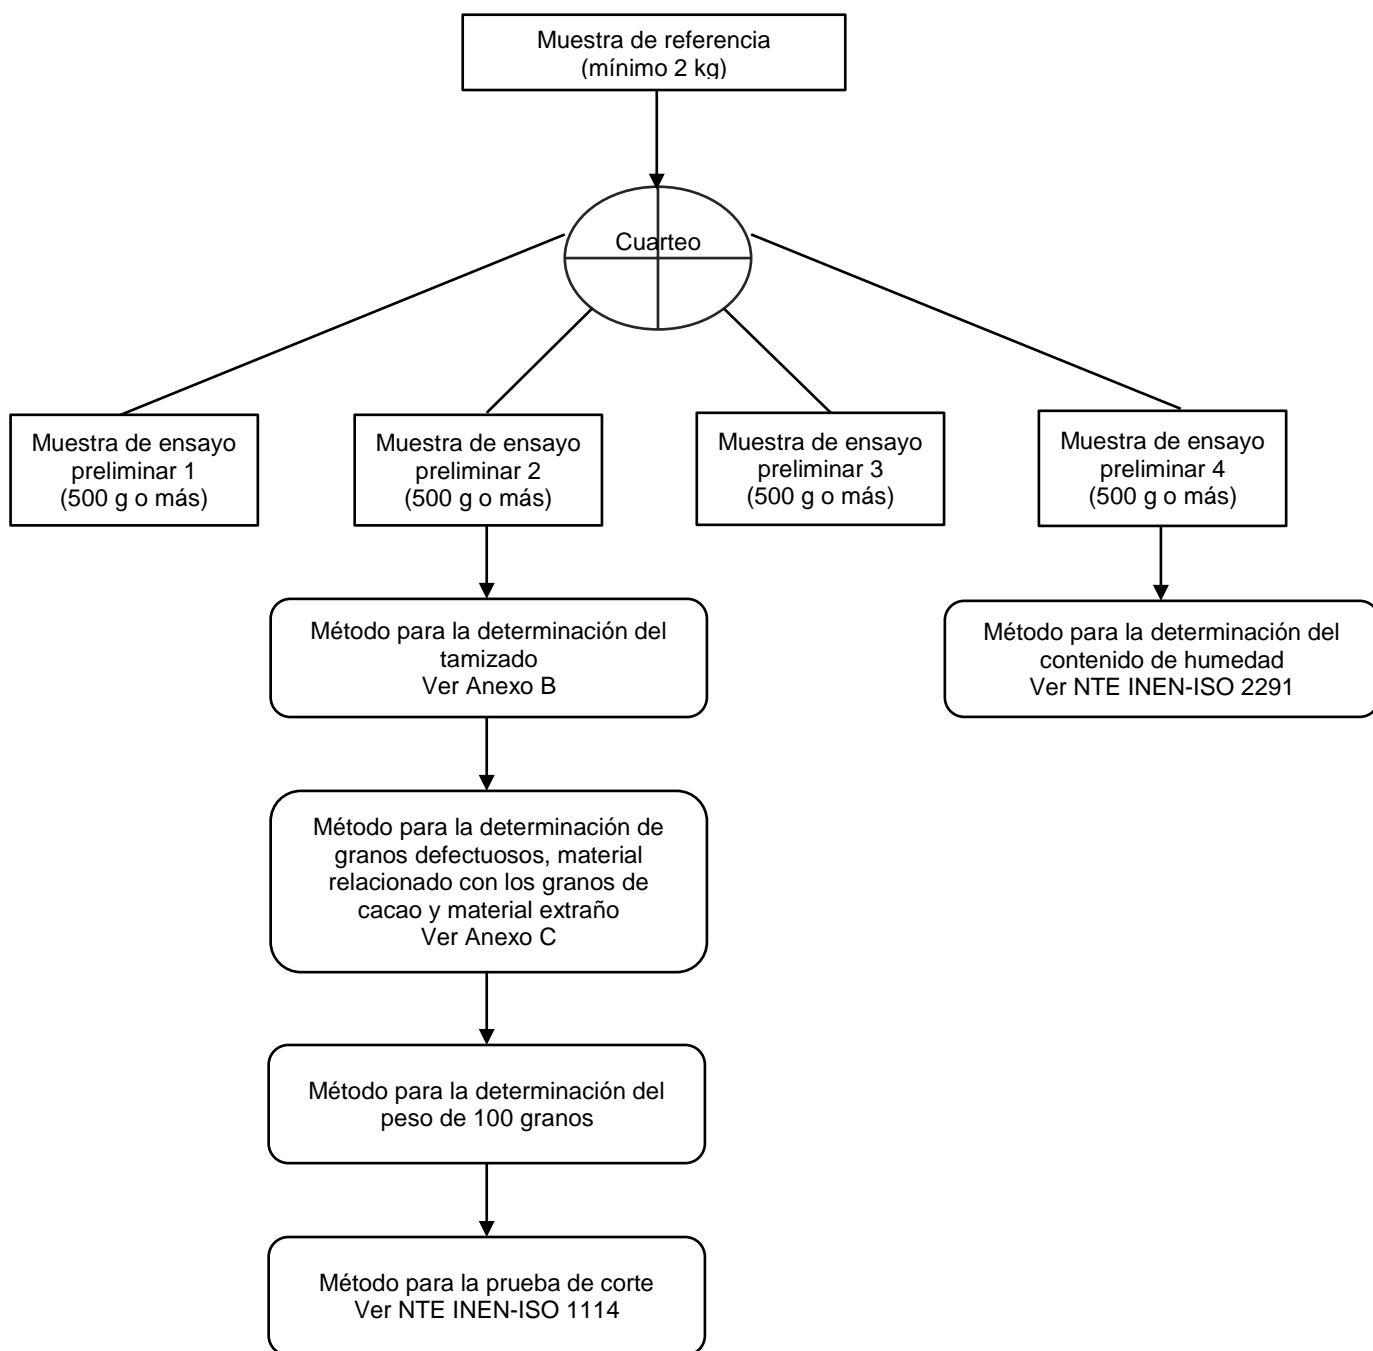 Muestra de referencia
(mínimo 2 kg)
Cuarteo
Muestra de ensayo
preliminar 1
(500 g o más)
Muestra de ensayo
preliminar 2
(500 g o más)
Muestra de ensayo
preliminar 3
(500 g o más)
Muestra de ensayo
preliminar 4
(500 g o más)
Método para la determinación del
tamizado
Ver Anexo B
Método para la determinación del
contenido de humedad
Ver NTE INEN-ISO 2291
Método para la determinación de
granos defectuosos, material
relacionado con los granos de
cacao y material extraño
Ver Anexo C
Método para la determinación del
peso de 100 granos
Método para la prueba de corte
Ver NTE INEN-ISO 1114